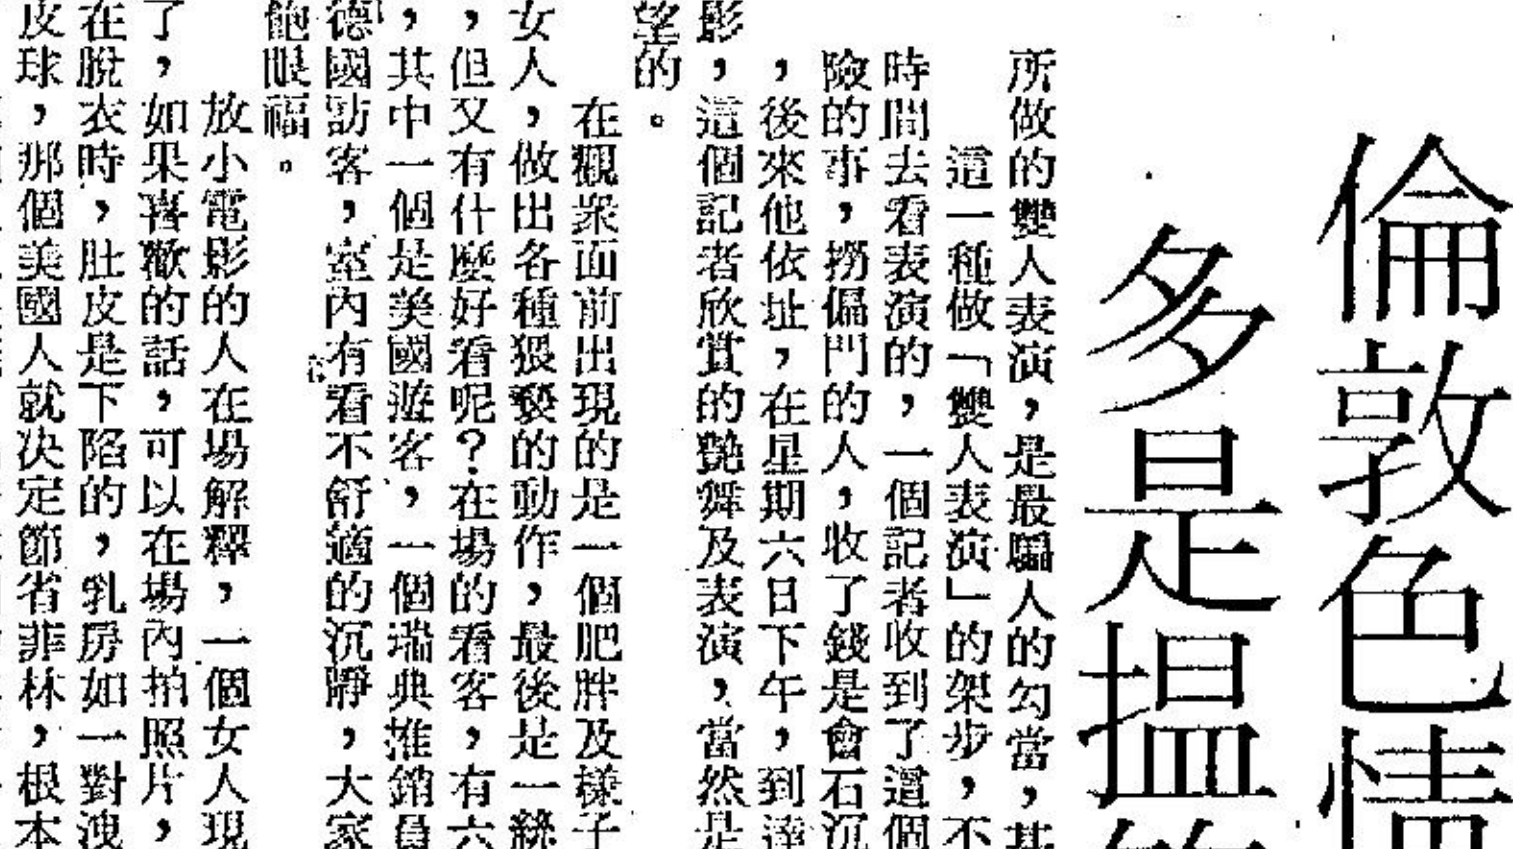 倫敦色情
多是揾
所做的雙人表演，是最騙人的勾當，其
這一種做「雙人表演」的架步，不
時間去看表演的，一個記者收到了這個
險的事，撈偏門的人，收了錢是會石沉
，後來他依址，在星期六日下午，到達
影，這個記者欣賞的艷舞及表演，當然是
望的。
在觀衆面前出現的是一個肥胖及樣子
女人，做出各種猥褻的動作，最後是一絲
，但又有什麼好看呢？在場的看客，有六
，其中一個是美國遊客，一個瑞典推銷員
德國訪客，室內有看不舒適的沉靜，大家
飽眼福。
放小電影的人在場解釋，一個女人現
了，如果喜歡的話，可以在場內拍照片，
在脫衣時，肚皮是下陷的，乳房如一對洩
皮球，那個美國人就決定節省菲林，根本